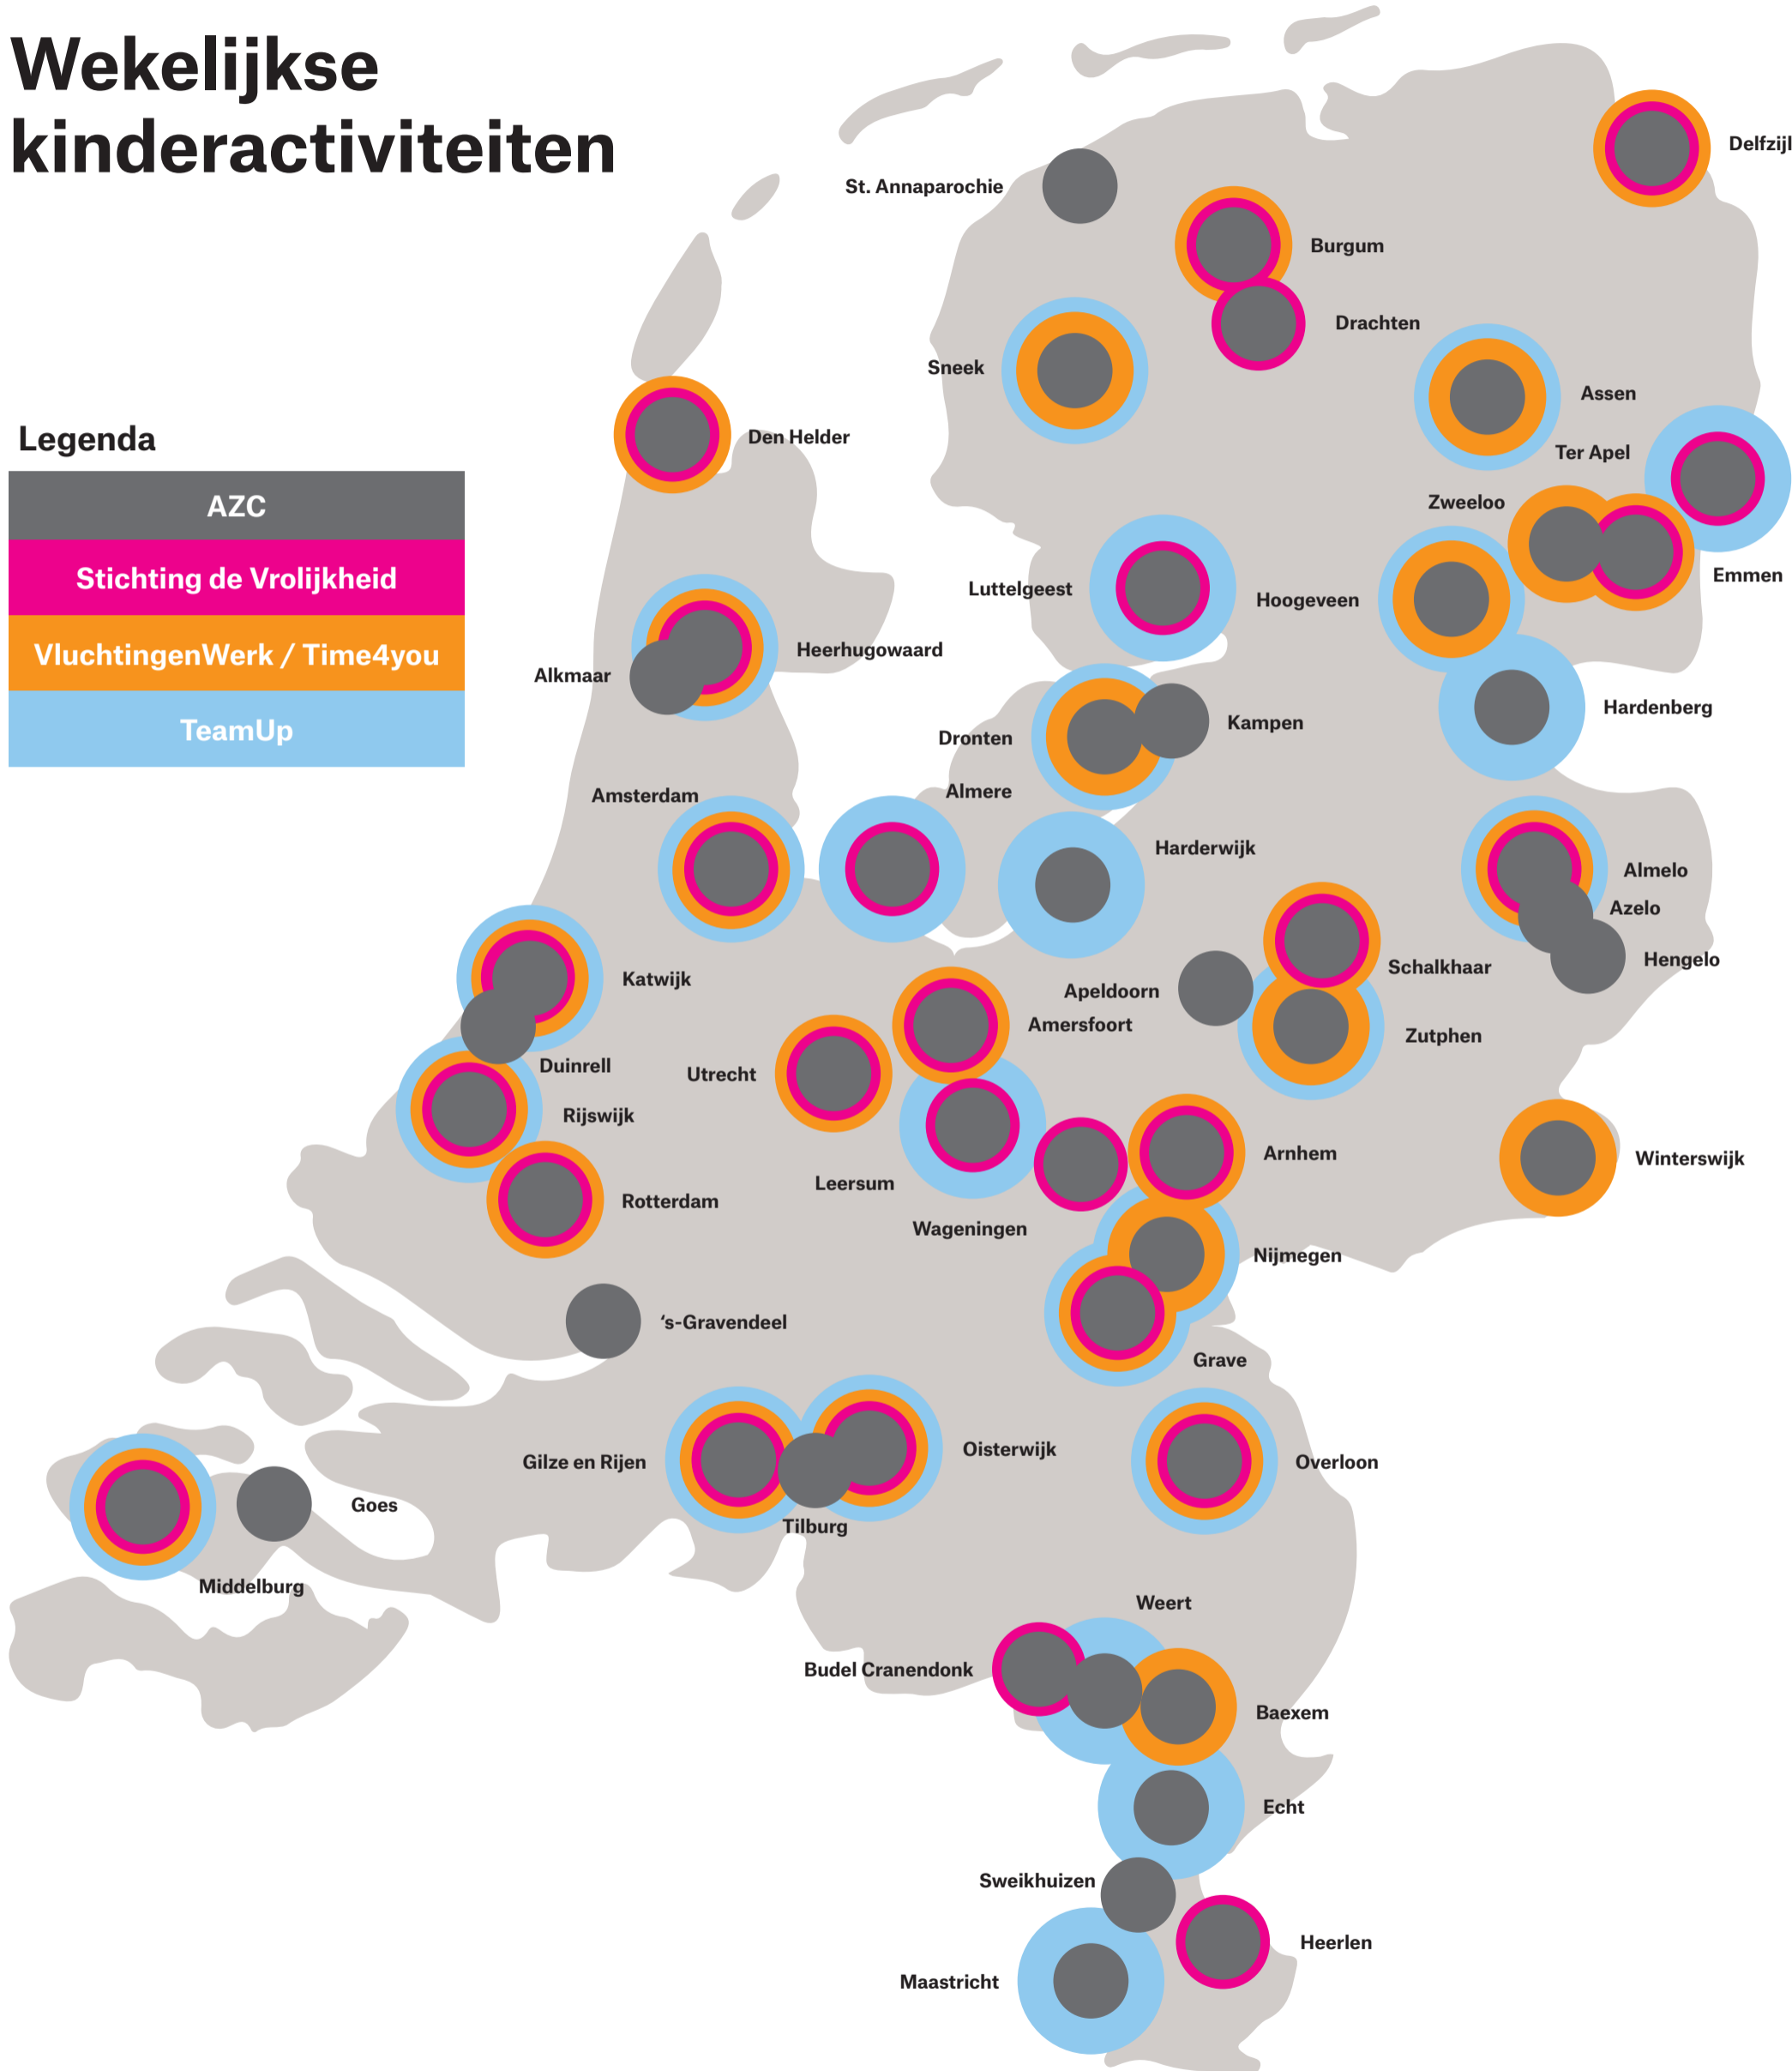 Wekelijkse
kinderactiviteiten
Delfzijl
St. Annaparochie
Burgum
Drachten
Sneek
Assen
Den Helder
Ter Apel
Legenda
Zweeloo
AZC
Emmen
Stichting de Vrolijkheid
Luttelgeest
Hoogeveen
VluchtingenWerk / Time4you
Heerhugowaard
Alkmaar
TeamUp
Hardenberg
Kampen
Dronten
Almere
Amsterdam
Harderwijk
Almelo
Azelo
Hengelo
Schalkhaar
Katwijk
Apeldoorn
Amersfoort
Zutphen
Duinrell
Utrecht
Rijswijk
Arnhem
Winterswijk
Leersum
Rotterdam
Wageningen
Nijmegen
‘s-Gravendeel
Grave
Oisterwijk
Gilze en Rijen
Overloon
Goes
Tilburg
Middelburg
Weert
Budel Cranendonk
Baexem
Echt
Sweikhuizen
Heerlen
Maastricht